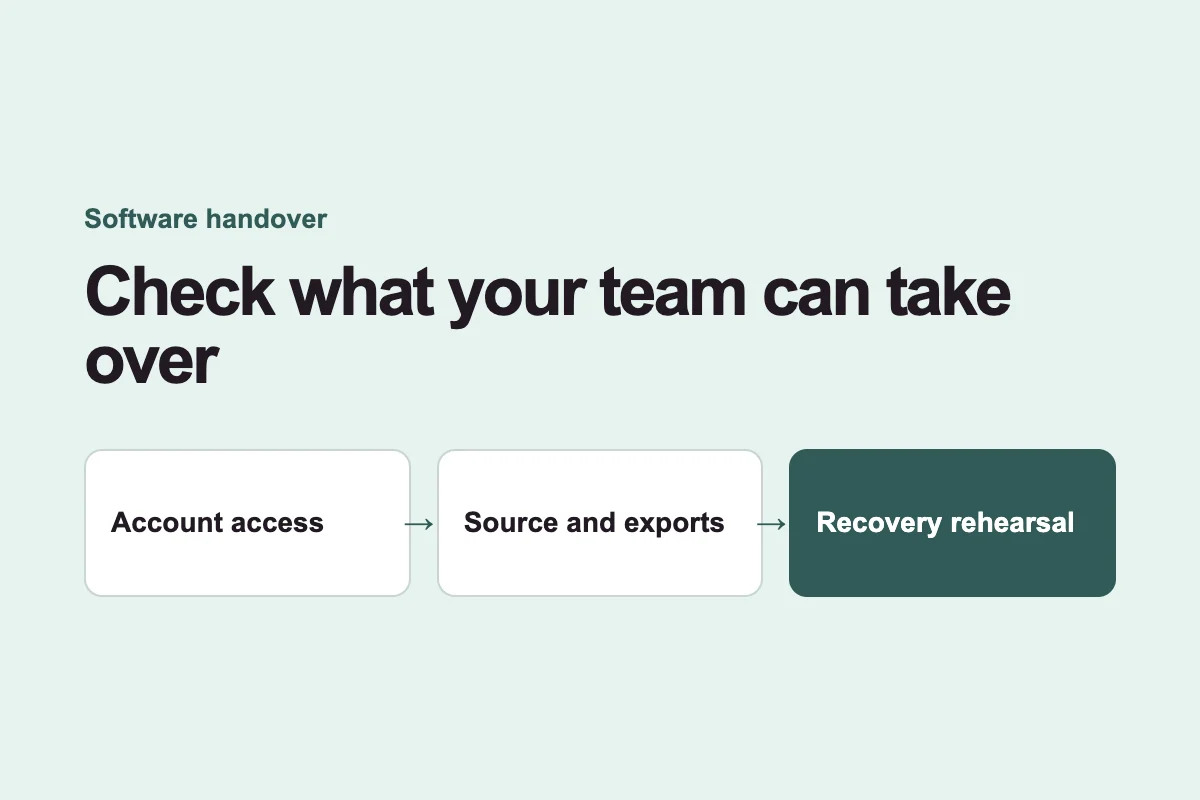 Software handover
Check what your team can take
over
Account access
→
Source and exports
→
Recovery rehearsal